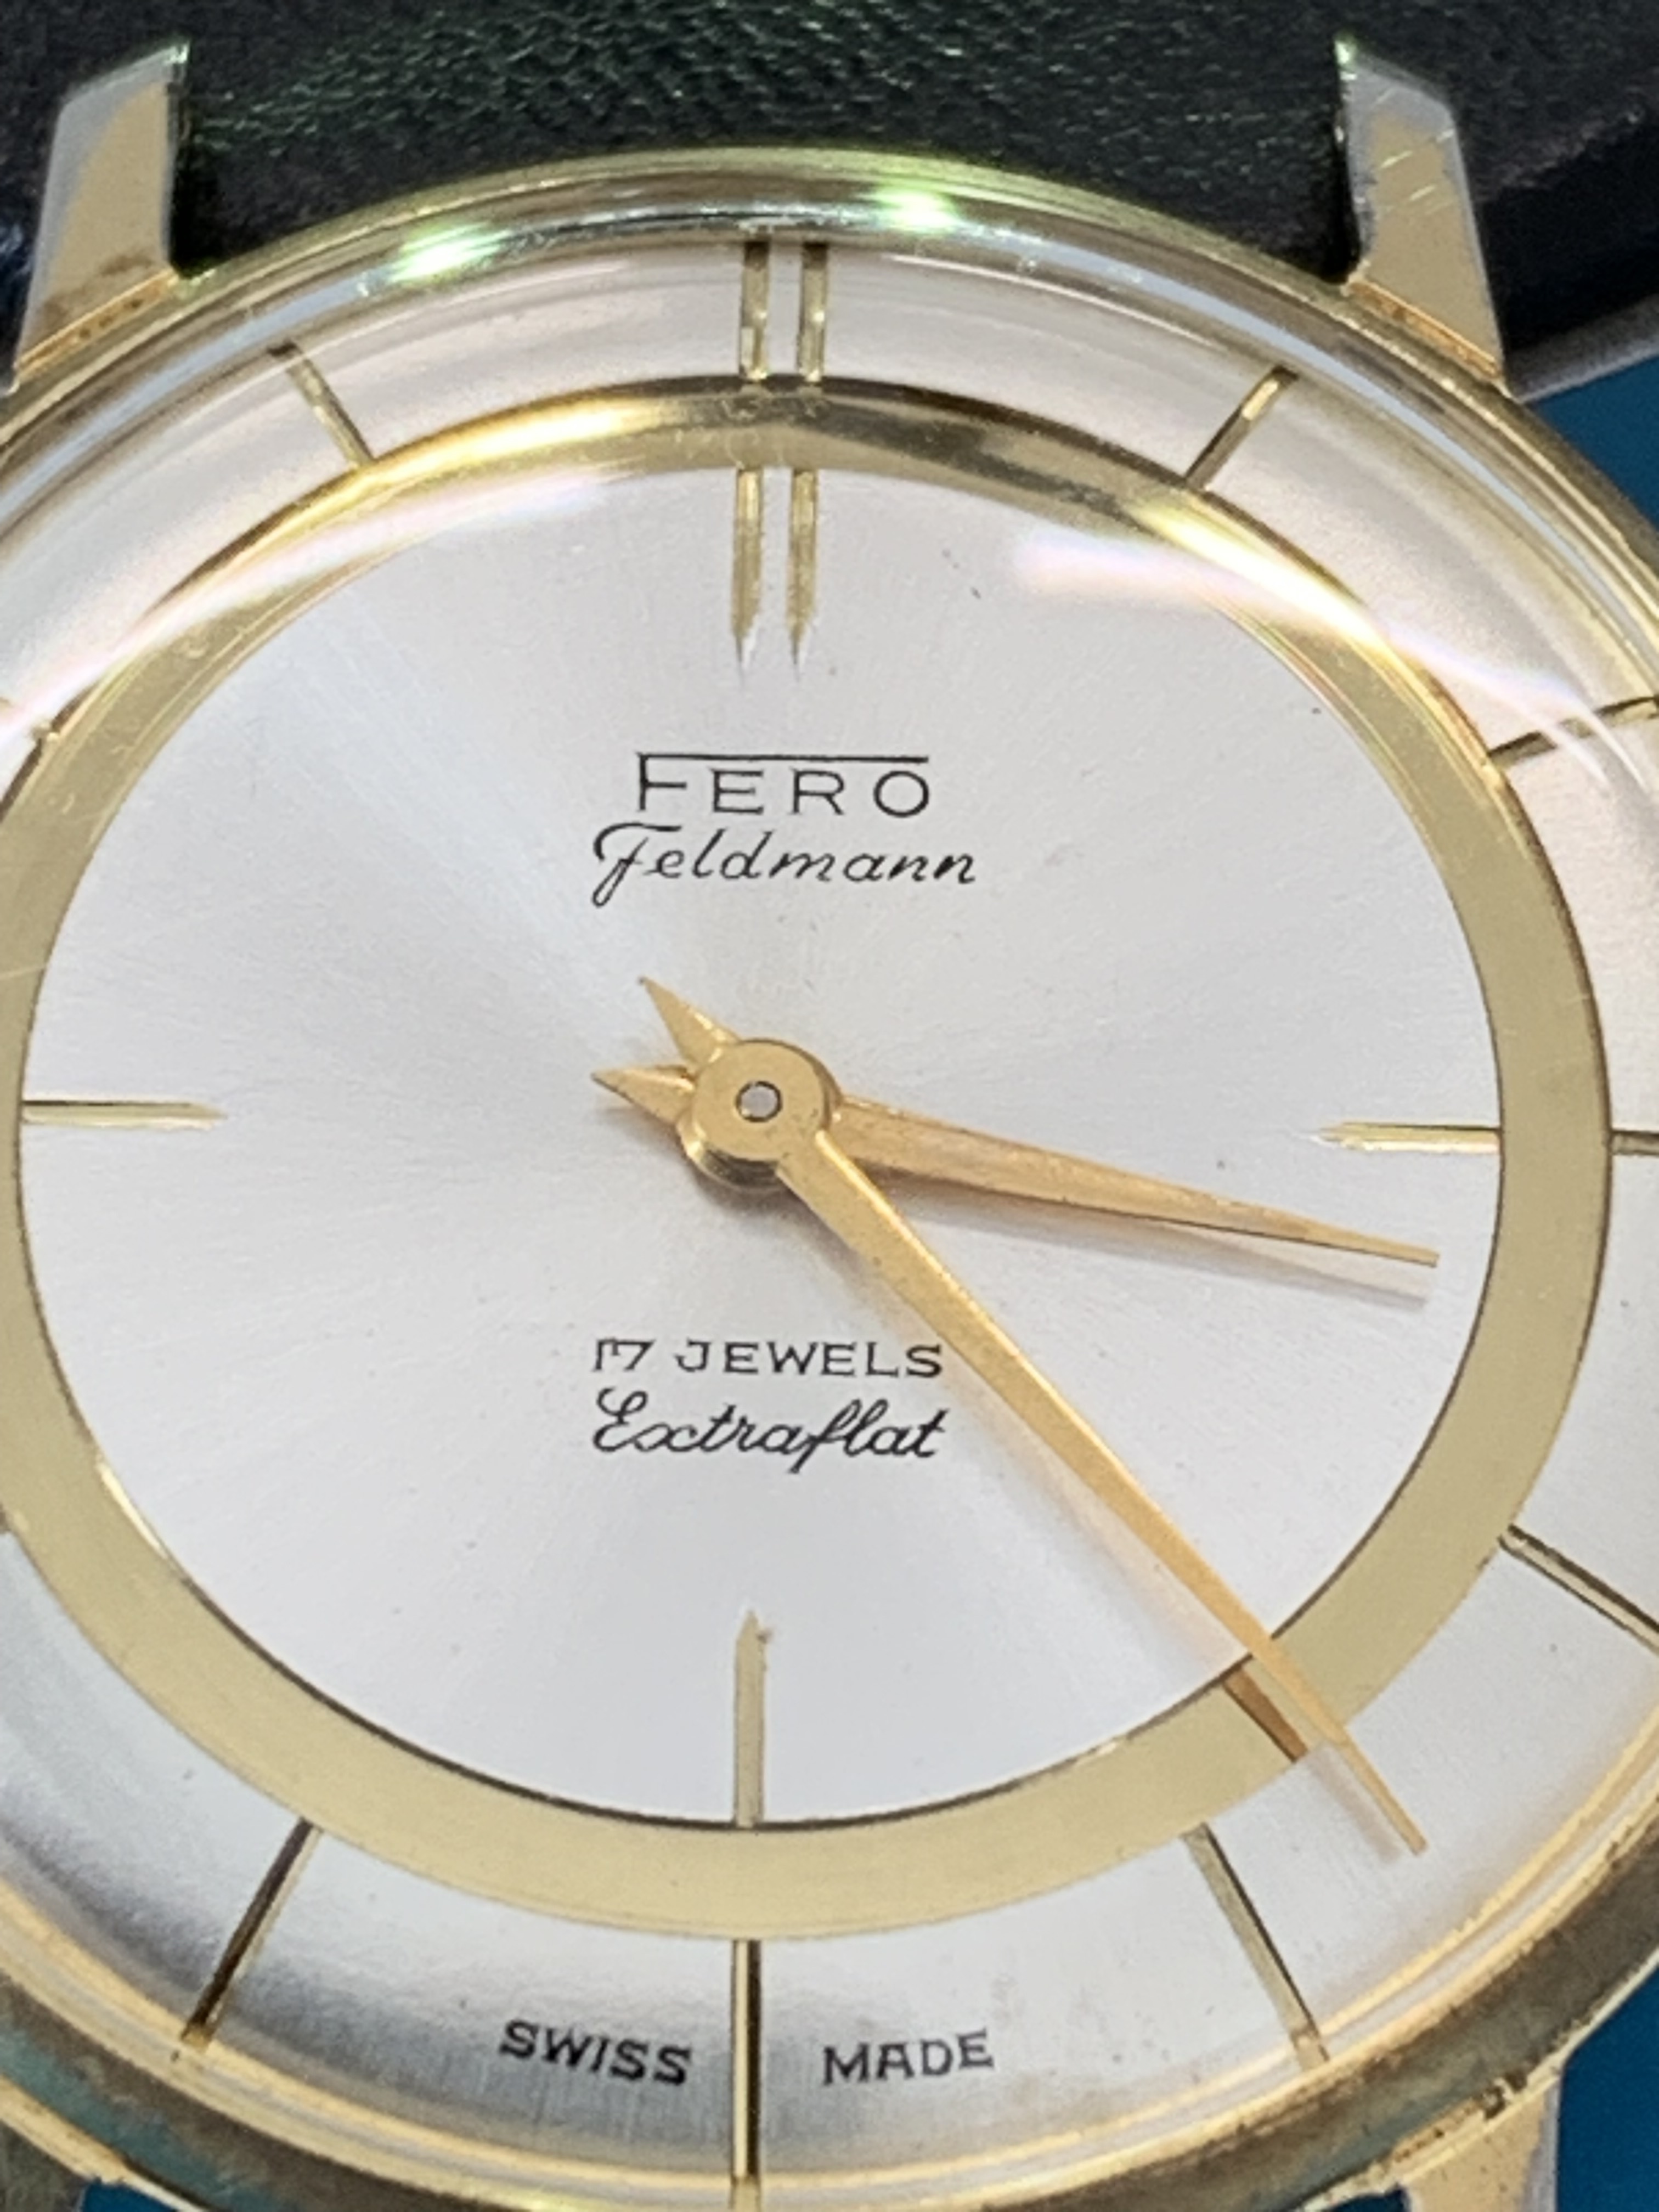 FERO
Feldmann
17 JEWELS
Extraflat
SWISS MADE